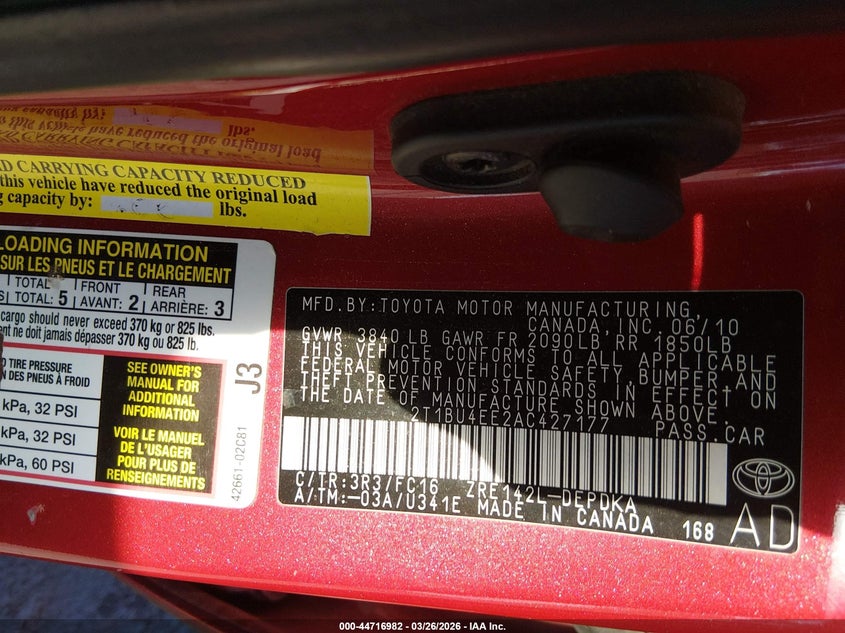 AD CARRYING CAPACITY REDUCED
this vehicle have reduced the original load
capacity by: lbs.
LOADING INFORMATION
SUR LES PNEUS ET LE CHARGEMENT
TOTAL FRONT REAR
TOTAL: 5 AVANT: 2 ARRIÈRE: 3
cargo should never exceed 370 kg or 825 lbs.
ne doit jamais dépasser 370 kg ou 825 lb.
TIRE PRESSURE
DES PNEUS À FROID
kPa, 32 PSI
kPa, 32 PSI
kPa, 60 PSI
SEE OWNER'S
MANUAL FOR
ADDITIONAL
INFORMATION
VOIR LE MANUEL
DE L'USAGER
POUR PLUS DE
RENSEIGNEMENTS
J3
42661-02C81
MFD.BY:TOYOTA MOTOR MANUFACTURING,
CANADA, INC. 06/10
GVWR 3840 LB GAWR FR 2090LB, RR 1850LB
THIS VEHICLE CONFORMS TO ALL APPLICABLE
FEDERAL MOTOR VEHICLE SAFETY, BUMPER, AND
THEFT PREVENTION STANDARDS IN EFFECT ON
THE DATE OF MANUFACTURE SHOWN ABOVE.
2T1BU4EE2AC427177 PASS.CAR
C/TR:3R3/FC16 ZRE142L-DEPDKA
A/TM:-03A/U341E MADE IN CANADA 168
AD
000-44716982 — 03/26/2026 — IAA Inc.